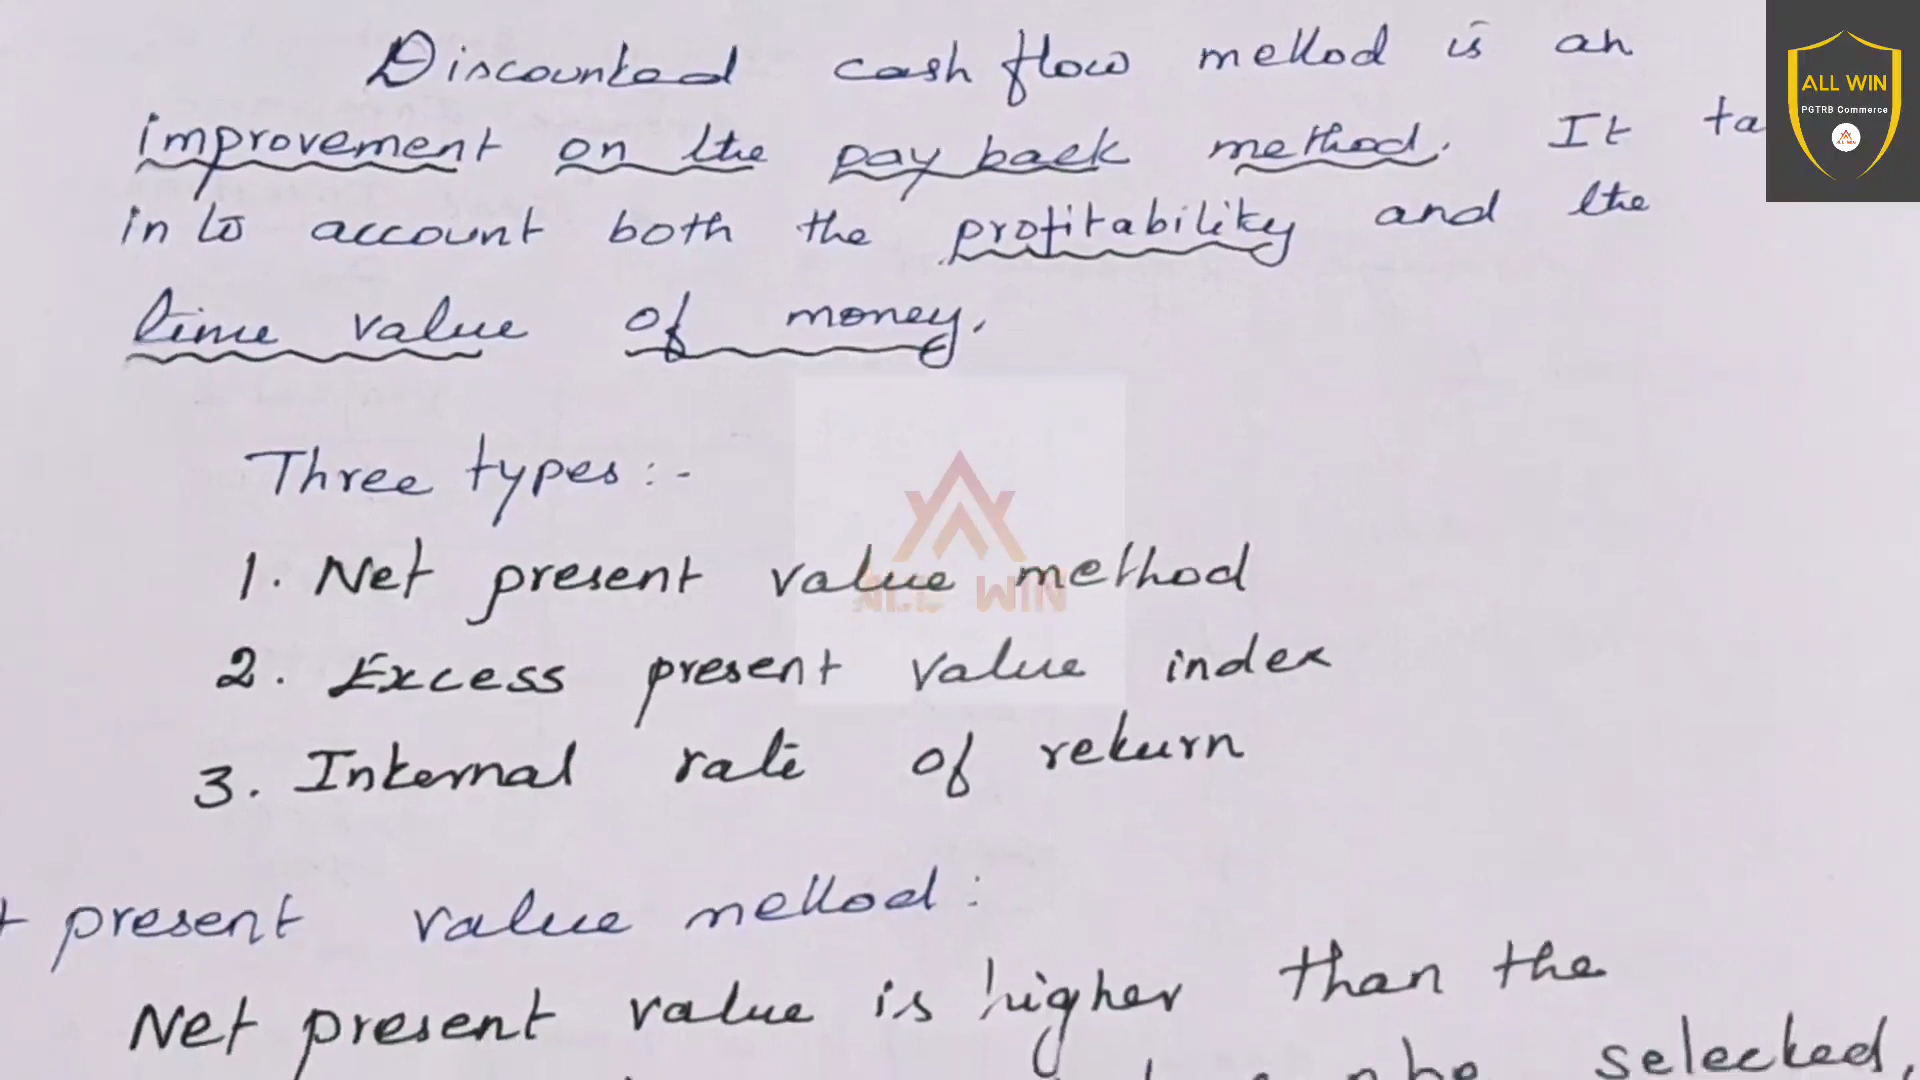 Discounted cash flow method is an
ALL WIN
PGTRB Commerce
improvement on the pay back method. It ta
in to account both the profitability and the
time value of money.
Three types :-
1. Net present value method
ALL WIN
2. Excess present value index
3. Internal rate of return
present value method :
Net present value is higher than the
be selected,